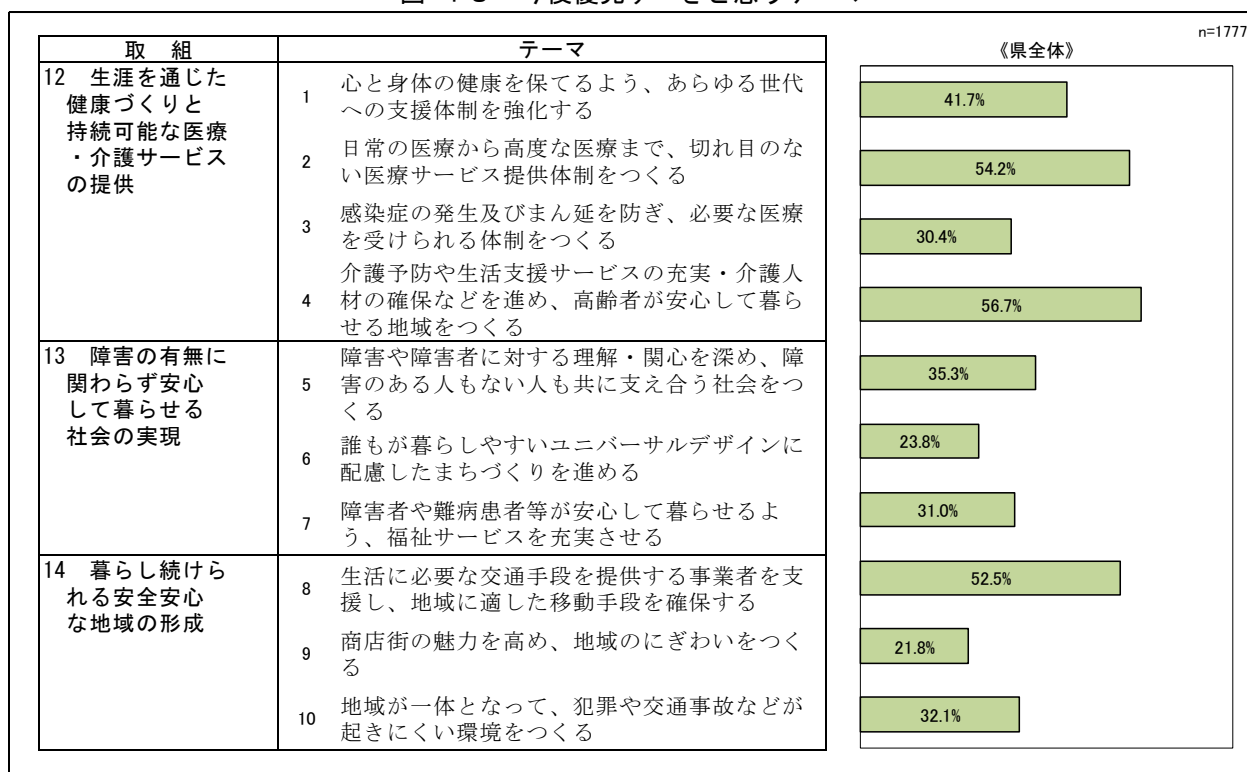 n=1777
取 組 テーマ 《県全体》
12 生涯を通じた
健康づくりと
持続可能な医療
・介護サービス
の提供
1 心と身体の健康を保てるよう、あらゆる世代
への支援体制を強化する
41.7%
2 日常の医療から高度な医療まで、切れ目のな
い医療サービス提供体制をつくる
54.2%
3 感染症の発生及びまん延を防ぎ、必要な医療
を受けられる体制をつくる
30.4%
4 介護予防や生活支援サービスの充実・介護人
材の確保などを進め、高齢者が安心して暮ら
せる地域をつくる
56.7%
13 障害の有無に
関わらず安心
して暮らせる
社会の実現
5 障害や障害者に対する理解・関心を深め、障
害のある人もない人も共に支え合う社会をつ
くる
35.3%
6 誰もが暮らしやすいユニバーサルデザインに
配慮したまちづくりを進める
23.8%
7 障害者や難病患者等が安心して暮らせるよ
う、福祉サービスを充実させる
31.0%
14 暮らし続けら
れる安全安心
な地域の形成
8 生活に必要な交通手段を提供する事業者を支
援し、地域に適した移動手段を確保する
52.5%
9 商店街の魅力を高め、地域のにぎわいをつく
る
21.8%
10 地域が一体となって、犯罪や交通事故などが
起きにくい環境をつくる
32.1%